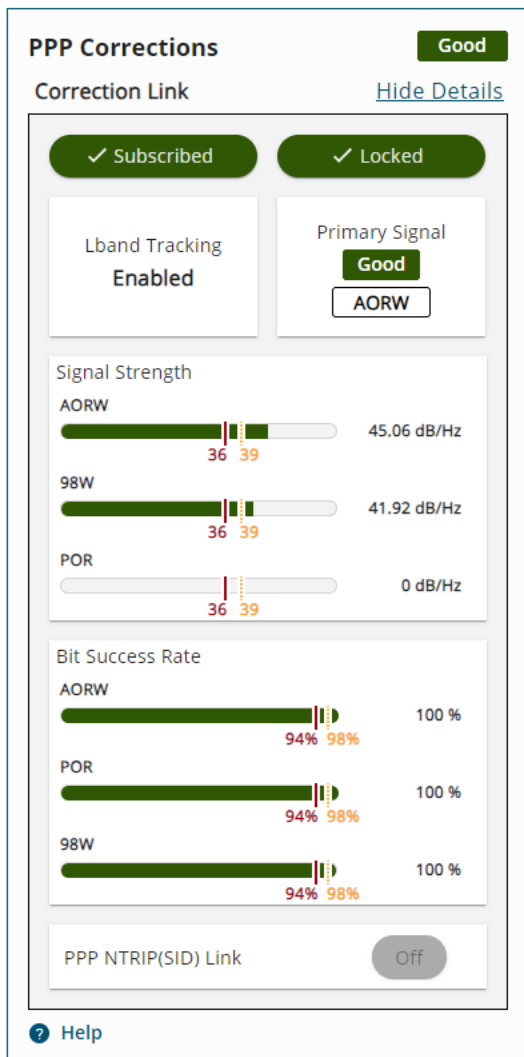 PPP Corrections
Good
Correction Link
Hide Details
Subscribed
Locked
Lband Tracking
Enabled
Primary Signal
Good
AORW
Signal Strength
AORW
45.06 dB/Hz
36 39
98W
41.92 dB/Hz
36 39
POR
0 dB/Hz
36 39
Bit Success Rate
AORW
100 %
94% 98%
POR
100 %
94% 98%
98W
100 %
94% 98%
PPP NTRIP(SID) Link
Off
? Help